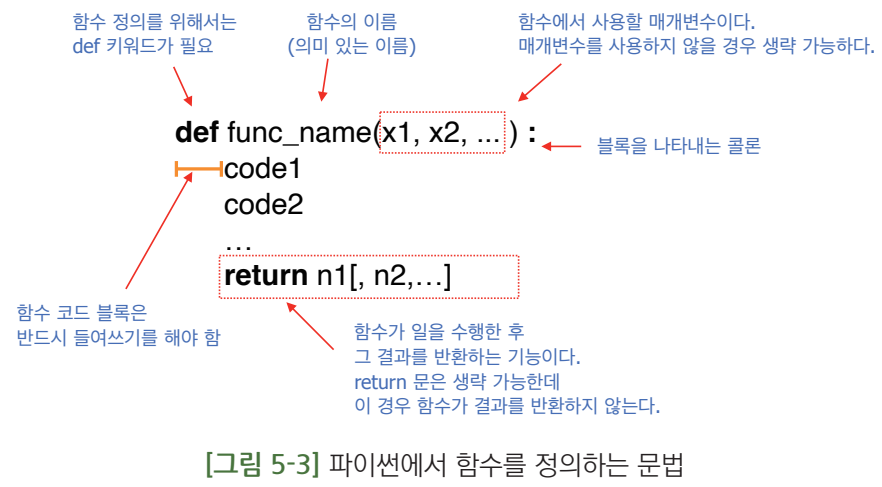 함수 정의를 위해서는
def 키워드가 필요
함수의 이름
(의미 있는 이름)
함수에서 사용할 매개변수이다.
매개변수를 사용하지 않을 경우 생략 가능하다.
def func_name(x1, x2, ... ) :
블록을 나타내는 콜론
code1
code2
...
return n1[, n2,...]
함수 코드 블록은
반드시 들여쓰기를 해야 함
함수가 일을 수행한 후
그 결과를 반환하는 기능이다.
return 문은 생략 가능한데
이 경우 함수가 결과를 반환하지 않는다.
[그림 5-3] 파이썬에서 함수를 정의하는 문법